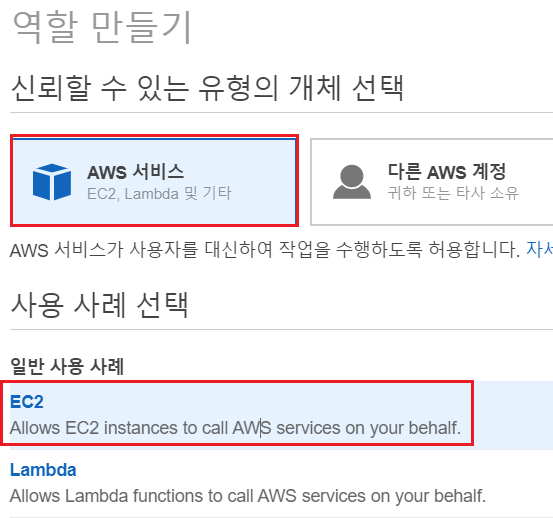 역할 만들기
신뢰할 수 있는 유형의 개체 선택
AWS 서비스
EC2, Lambda 및 기타
다른 AWS 계정
귀하 또는 타사 소유
AWS 서비스가 사용자를 대신하여 작업을 수행하도록 허용합니다. 자세
사용 사례 선택
일반 사용 사례
EC2
Allows EC2 instances to call AWS services on your behalf.
Lambda
Allows Lambda functions to call AWS services on your behalf.